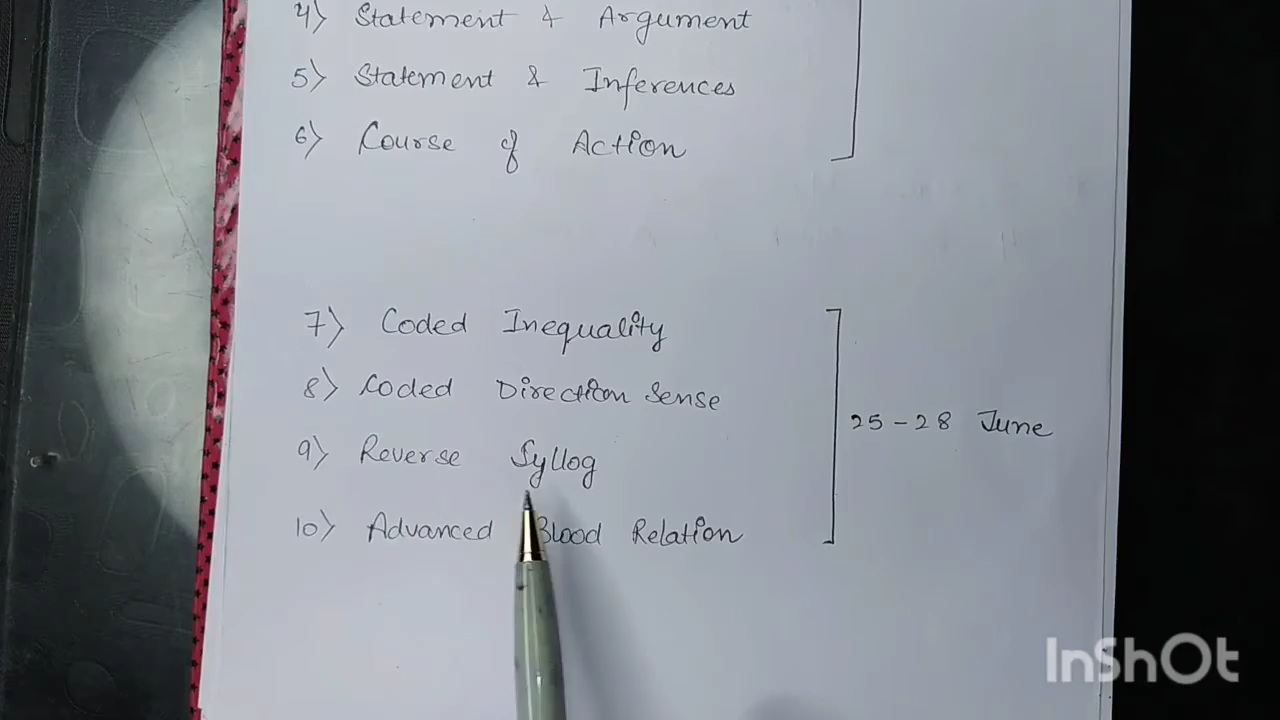 4) Statement & Argument
5) Statement & Inferences
6) Course of Action
7) Coded Inequality
8) Coded Direction Sense
9) Reverse Syllog
10) Advanced Blood Relation
25-28 June
InShOt